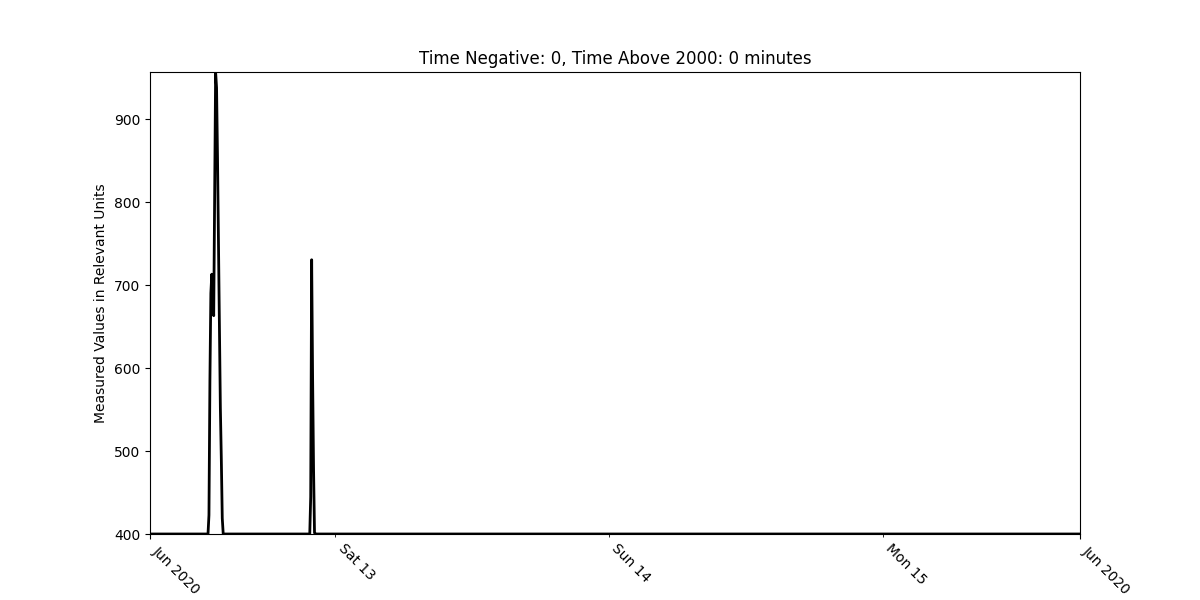 Time Negative: 0, Time Above 2000: 0 minutes
Measured Values in Relevant Units
900
800
700
600
500
400
Jun 2020
Sat 13
Sun 14
Mon 15
Jun 2020